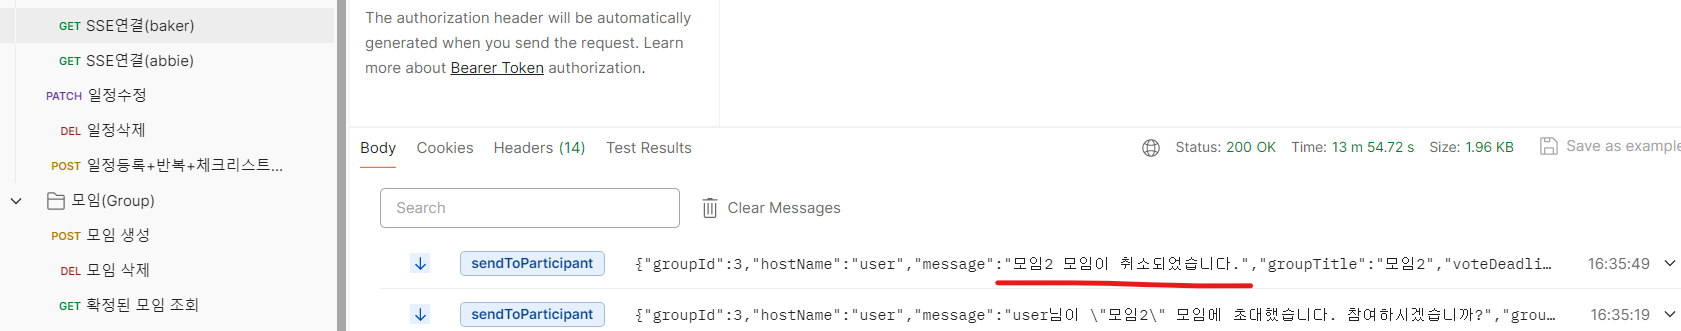 GET SSE연결(baker)
GET SSE연결(abbie)
PATCH 일정수정
DEL 일정삭제
POST 일정등록+반복+체크리스트...
모임(Group)
POST 모임 생성
DEL 모임 삭제
GET 확정된 모임 조회
The authorization header will be automatically
generated when you send the request. Learn
more about Bearer Token authorization.
Body Cookies Headers (14) Test Results
Status: 200 OK Time: 13 m 54.72 s Size: 1.96 KB Save as example
Search
Clear Messages
sendToParticipant {"groupId":3,"hostName":"user","message":"모임2 모임이 취소되었습니다.","groupTitle":"모임2","voteDeadli... 16:35:49
sendToParticipant {"groupId":3,"hostName":"user","message":"user님이 \"모임2\" 모임에 초대했습니다. 참여하시겠습니까?","grou... 16:35:19